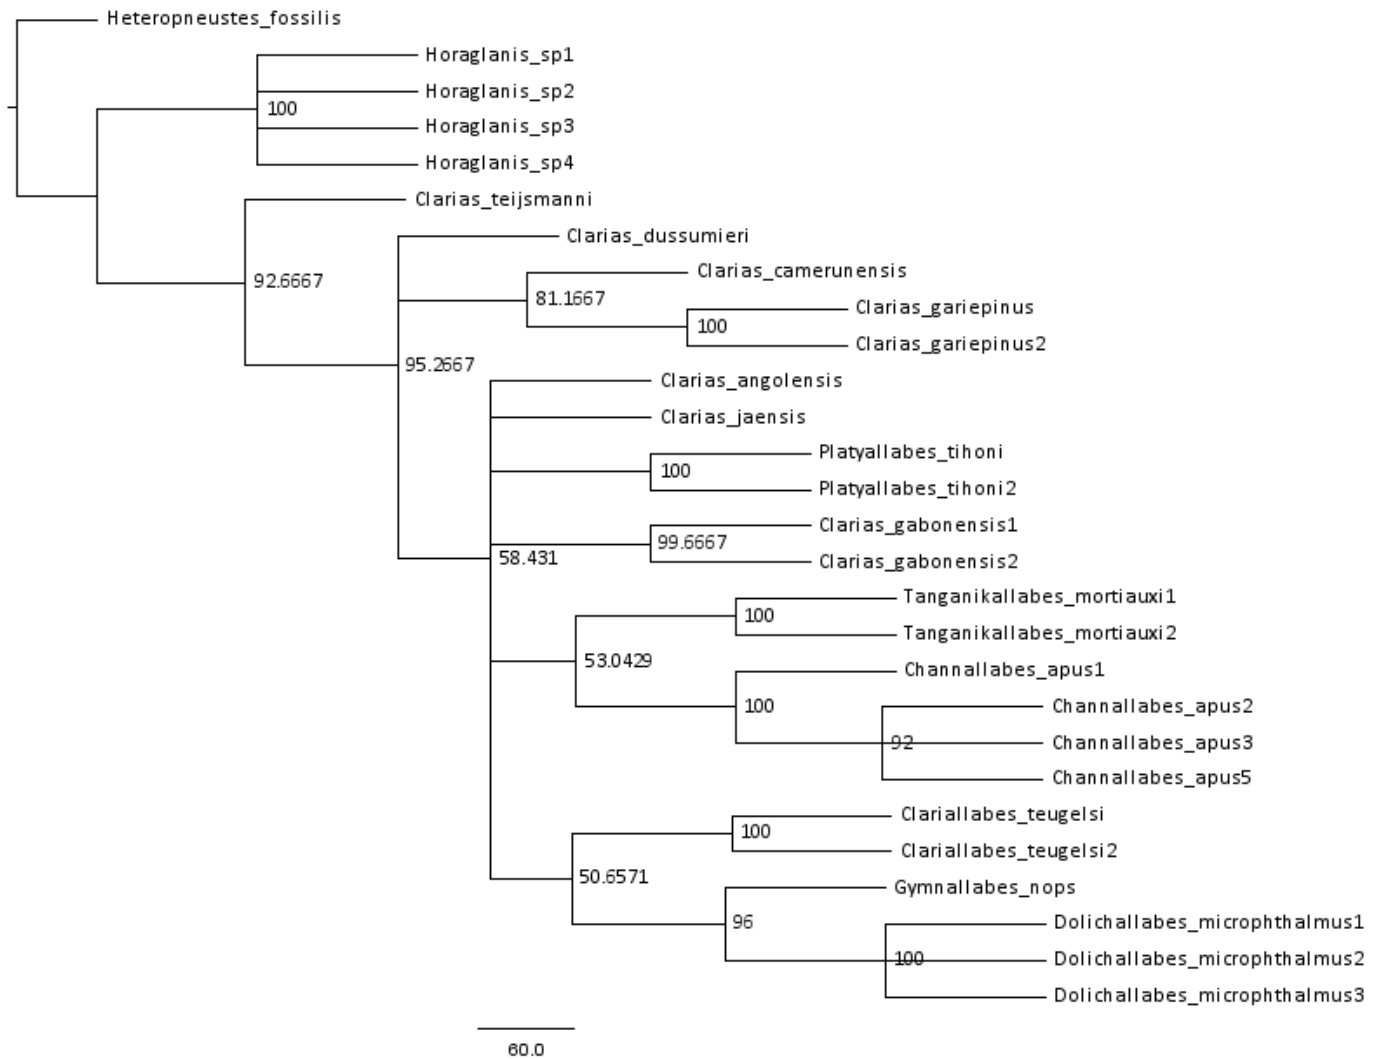 Heteropneustes_fossilis
Horaglanis_sp1
Horaglanis_sp2
100
Horaglanis_sp3
Horaglanis_sp4
Clarias_teijsmanni
Clarias_dussumieri
Clarias_camerunensis
92.6667
81.1667
Clarias_gariepinus
100
Clarias_gariepinus2
95.2667
Clarias_angolensis
Clarias_jaensis
Platyallabes_tihoni
100
Platyallabes_tihoni2
Clarias_gabonensis1
99.6667
58.431
Clarias_gabonensis2
Tanganikallabes_mortiauxi1
100
Tanganikallabes_mortiauxi2
53.0429
Channallabes_apus1
100
Channallabes_apus2
92
Channallabes_apus3
Channallabes_apus5
Clariallabes_teugelsi
100
Clariallabes_teugelsi2
50.6571
Gymnallabes_nops
96
Dolichallabes_microphthalmus1
100
Dolichallabes_microphthalmus2
Dolichallabes_microphthalmus3
60.0